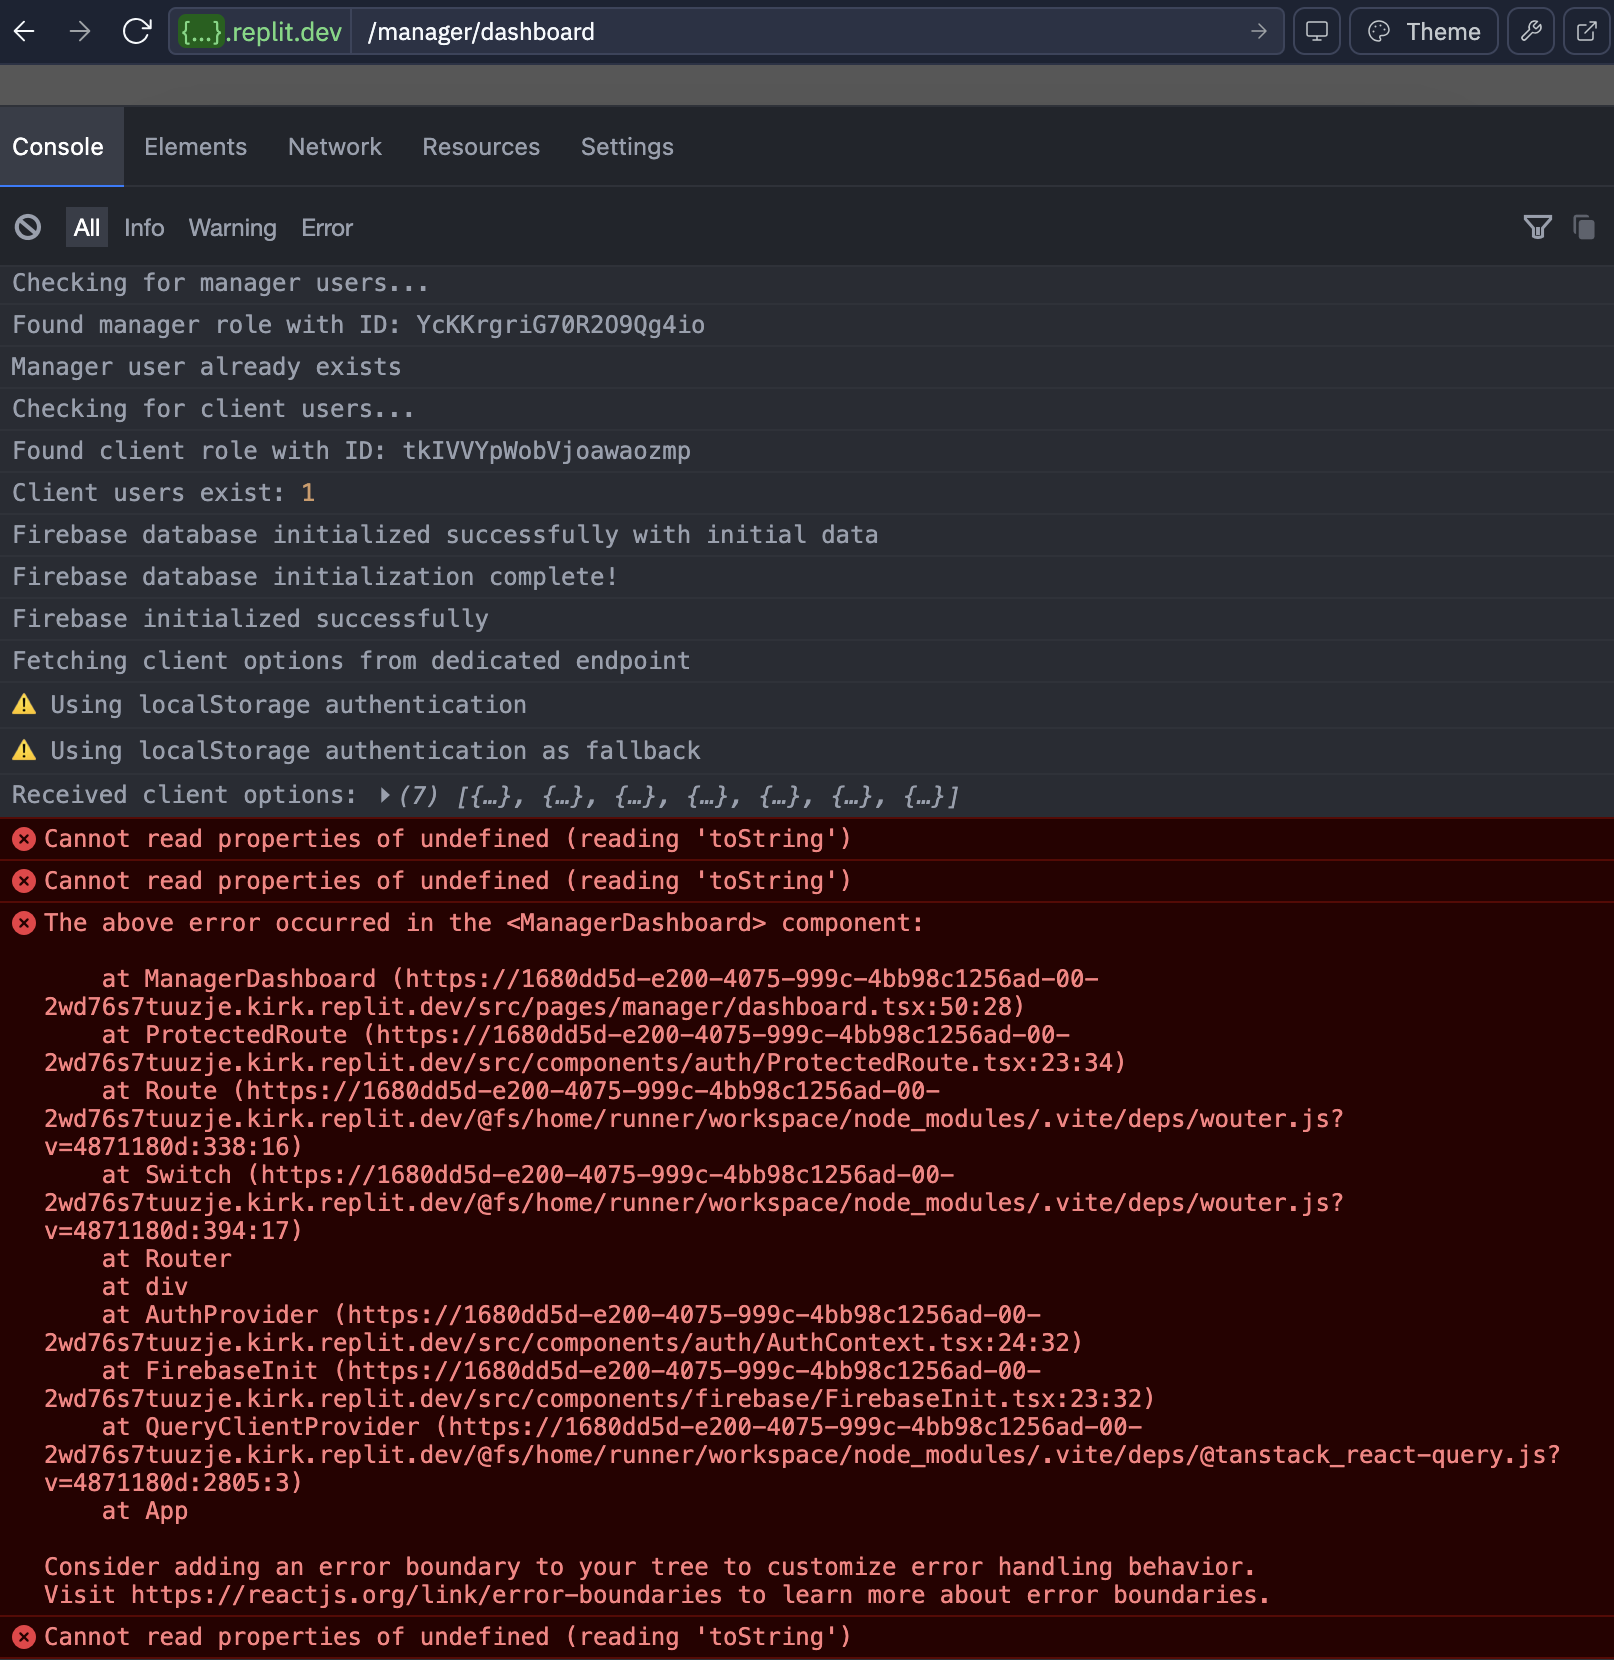 {...}.replit.dev /manager/dashboard Theme
Console Elements Network Resources Settings
All Info Warning Error
Checking for manager users...
Found manager role with ID: YcKKrgriG70R2O9Qg4io
Manager user already exists
Checking for client users...
Found client role with ID: tkIVVYpWobVjoawaozmp
Client users exist: 1
Firebase database initialized successfully with initial data
Firebase database initialization complete!
Firebase initialized successfully
Fetching client options from dedicated endpoint
Using localStorage authentication
Using localStorage authentication as fallback
Received client options: (7) [{…}, {…}, {…}, {…}, {…}, {…}, {…}]
Cannot read properties of undefined (reading 'toString')
Cannot read properties of undefined (reading 'toString')
The above error occurred in the <ManagerDashboard> component:
at ManagerDashboard (https://1680dd5d-e200-4075-999c-4bb98c1256ad-00-
2wd76s7tuuzje.kirk.replit.dev/src/pages/manager/dashboard.tsx:50:28)
at ProtectedRoute (https://1680dd5d-e200-4075-999c-4bb98c1256ad-00-
2wd76s7tuuzje.kirk.replit.dev/src/components/auth/ProtectedRoute.tsx:23:34)
at Route (https://1680dd5d-e200-4075-999c-4bb98c1256ad-00-
2wd76s7tuuzje.kirk.replit.dev/@fs/home/runner/workspace/node_modules/.vite/deps/wouter.js?
v=4871180d:338:16)
at Switch (https://1680dd5d-e200-4075-999c-4bb98c1256ad-00-
2wd76s7tuuzje.kirk.replit.dev/@fs/home/runner/workspace/node_modules/.vite/deps/wouter.js?
v=4871180d:394:17)
at Router
at div
at AuthProvider (https://1680dd5d-e200-4075-999c-4bb98c1256ad-00-
2wd76s7tuuzje.kirk.replit.dev/src/components/auth/AuthContext.tsx:24:32)
at FirebaseInit (https://1680dd5d-e200-4075-999c-4bb98c1256ad-00-
2wd76s7tuuzje.kirk.replit.dev/src/components/firebase/FirebaseInit.tsx:23:32)
at QueryClientProvider (https://1680dd5d-e200-4075-999c-4bb98c1256ad-00-
2wd76s7tuuzje.kirk.replit.dev/@fs/home/runner/workspace/node_modules/.vite/deps/@tanstack_react-query.js?
v=4871180d:2805:3)
at App
Consider adding an error boundary to your tree to customize error handling behavior.
Visit https://reactjs.org/link/error-boundaries to learn more about error boundaries.
Cannot read properties of undefined (reading 'toString')